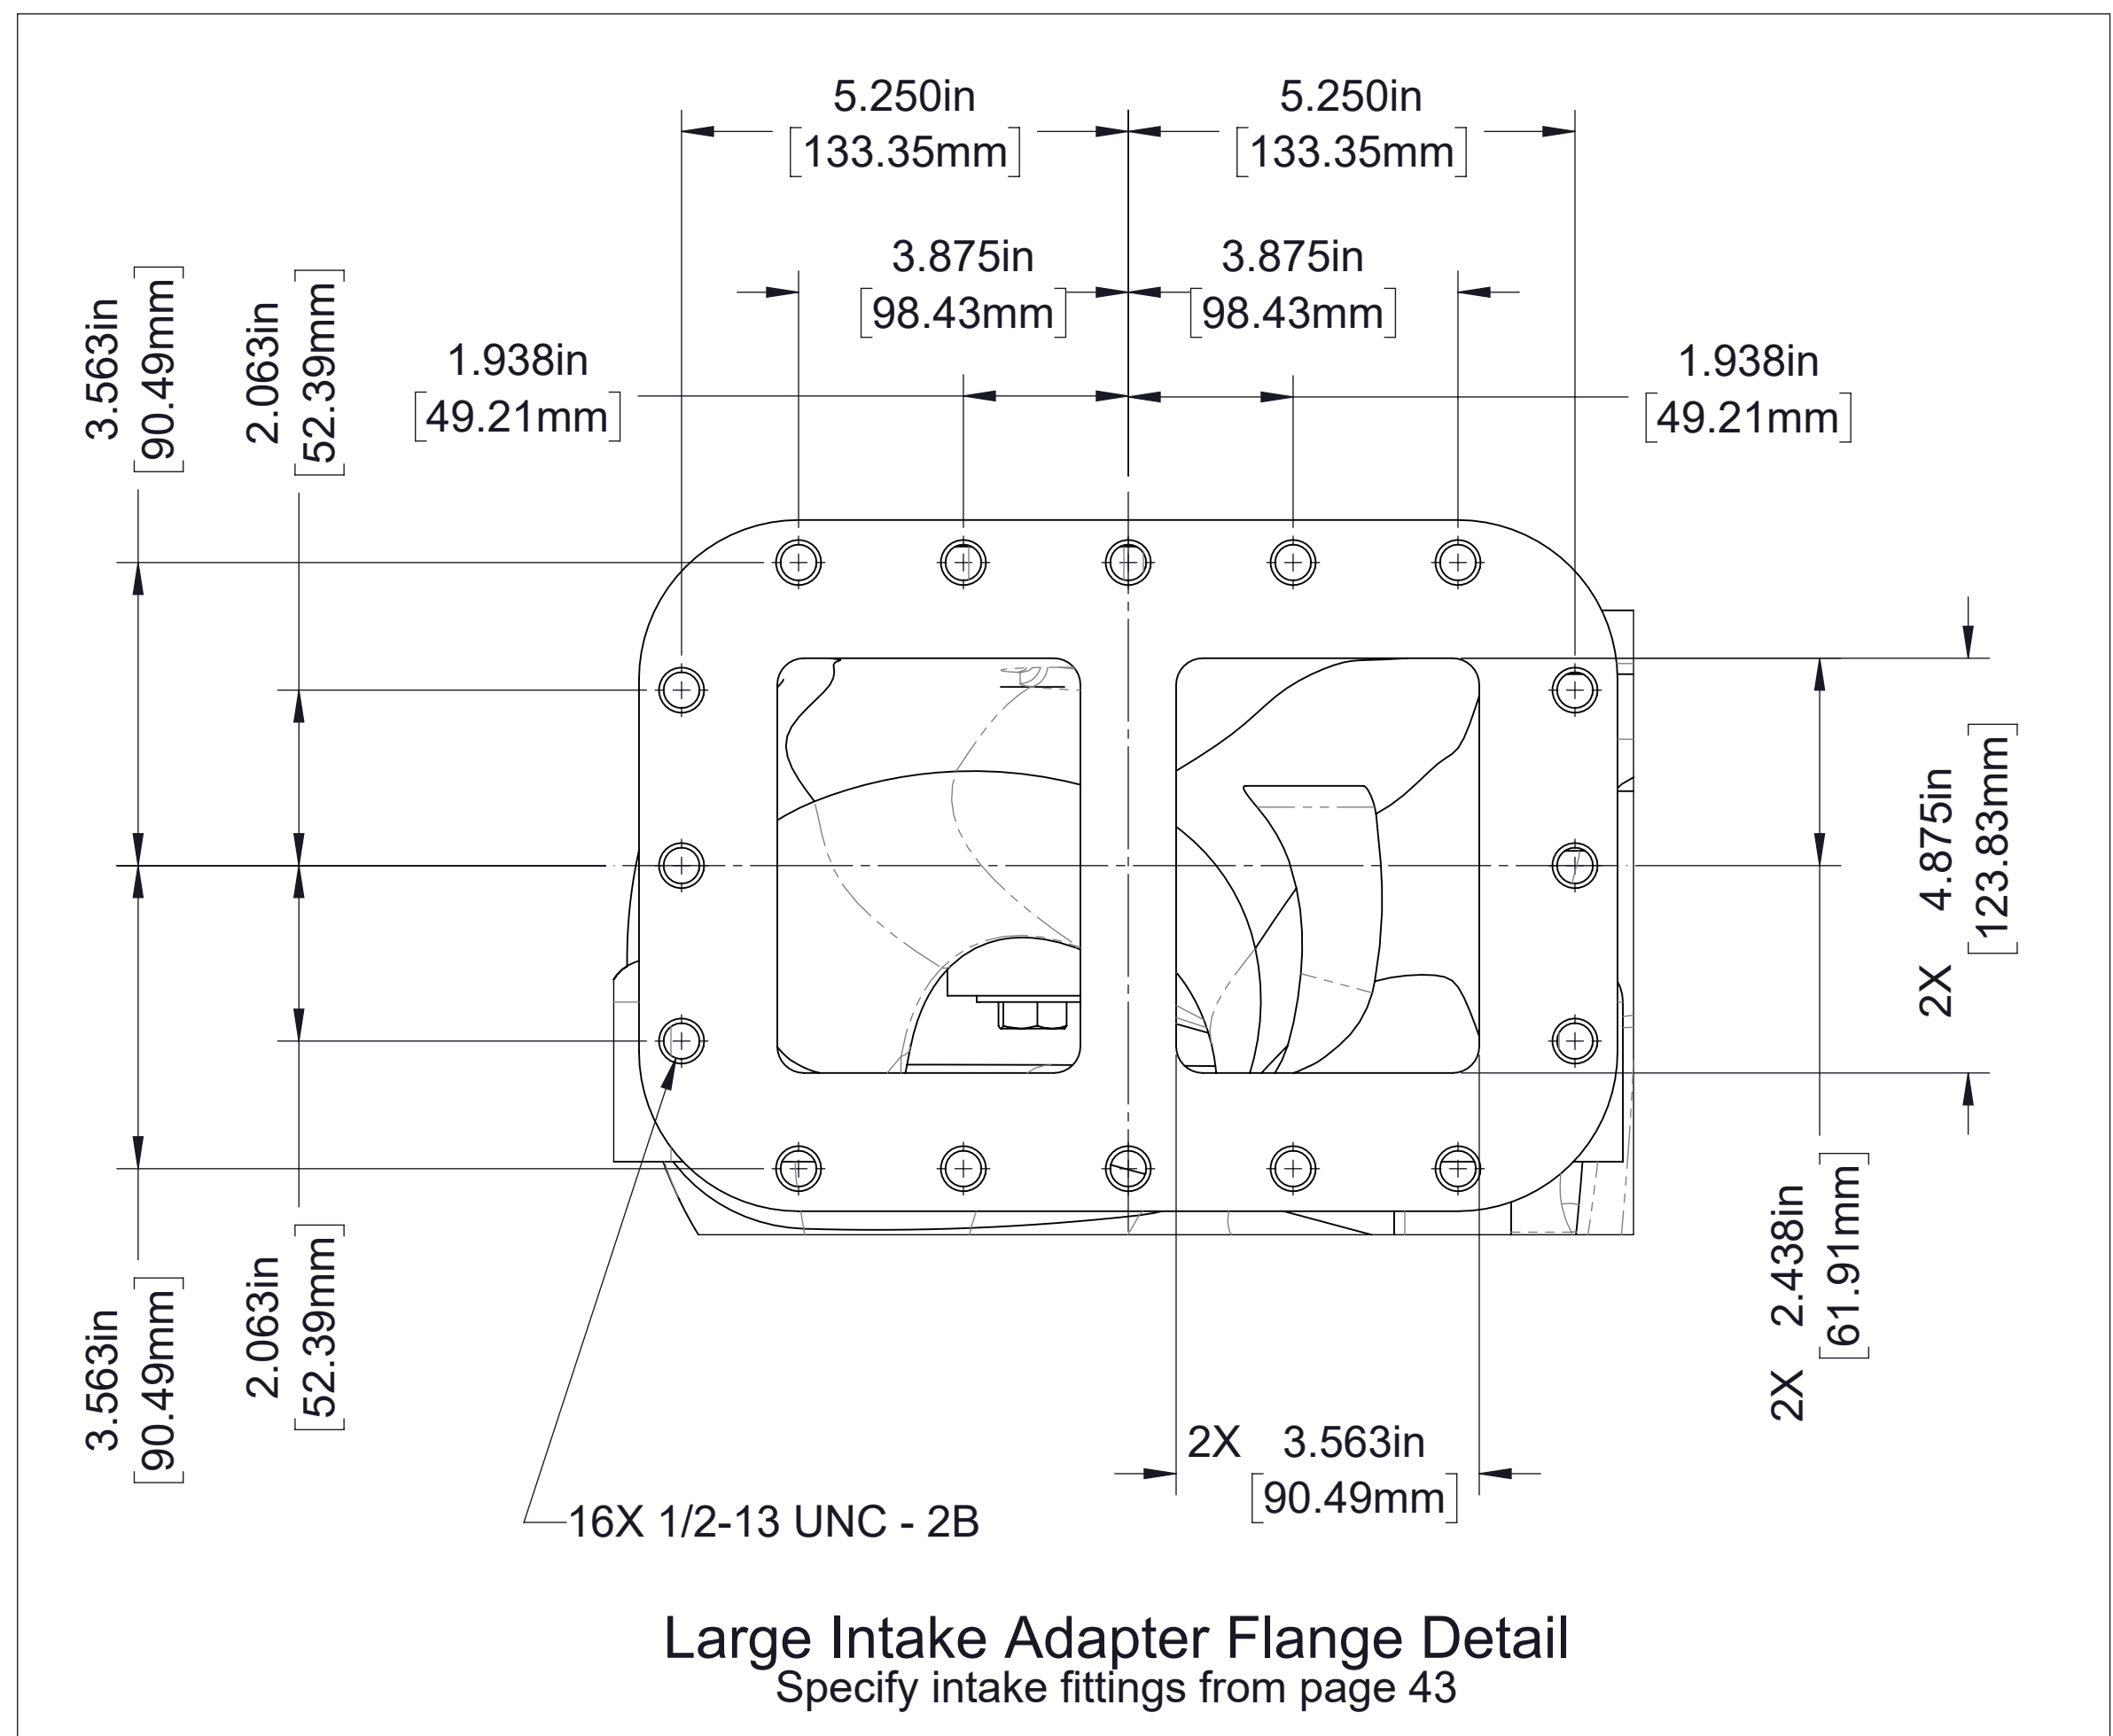 5.250in
[133.35mm]
5.250in
[133.35mm]
3.875in
[98.43mm]
3.875in
[98.43mm]
1.938in
[49.21mm]
1.938in
[49.21mm]
3.563in
[90.49mm]
2.063in
[52.39mm]
2X 4.875in
[123.83mm]
2X 2.438in
[61.91mm]
3.563in
[90.49mm]
2.063in
[52.39mm]
2X 3.563in
[90.49mm]
16X 1/2-13 UNC - 2B
Large Intake Adapter Flange Detail
Specify intake fittings from page 43